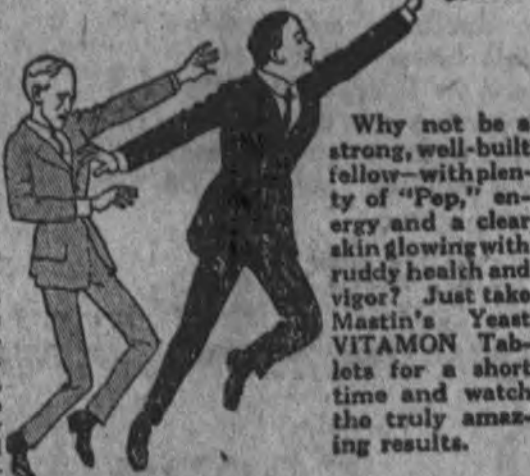 Why not be a
strong, well-built
fellow—with plen-
ty of "Pep," en-
ergy and a clear
skin glowing with
ruddy health and
vigor? Just take
Mastin's Yeast
VITAMON Tab-
lets for a short
time and watch
the truly amaz-
ing results.